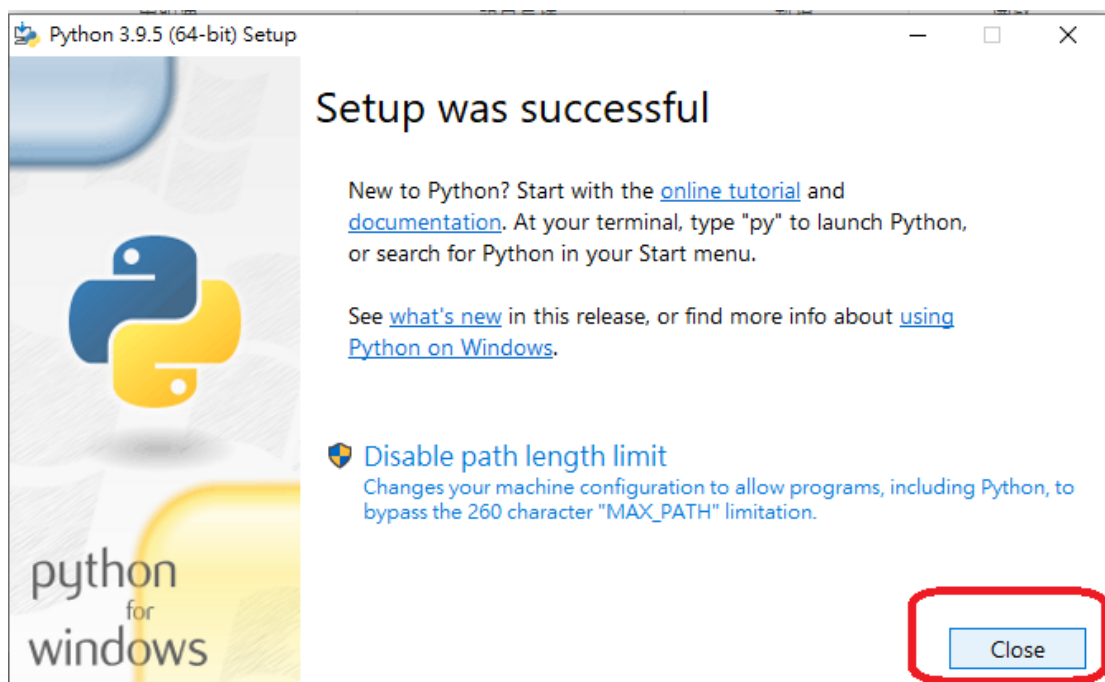 Python 3.9.5 (64-bit) Setup
Setup was successful
New to Python? Start with the online tutorial and
documentation. At your terminal, type "py" to launch Python,
or search for Python in your Start menu.
See what's new in this release, or find more info about using
Python on Windows.
Disable path length limit
Changes your machine configuration to allow programs, including Python, to
bypass the 260 character "MAX_PATH" limitation.
python
for
windows
Close